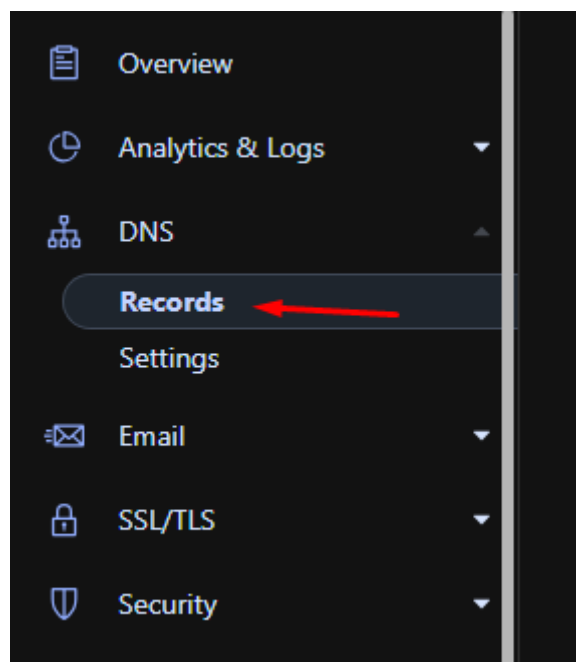 Overview
Analytics & Logs
DNS
Records
Settings
Email
SSL/TLS
Security